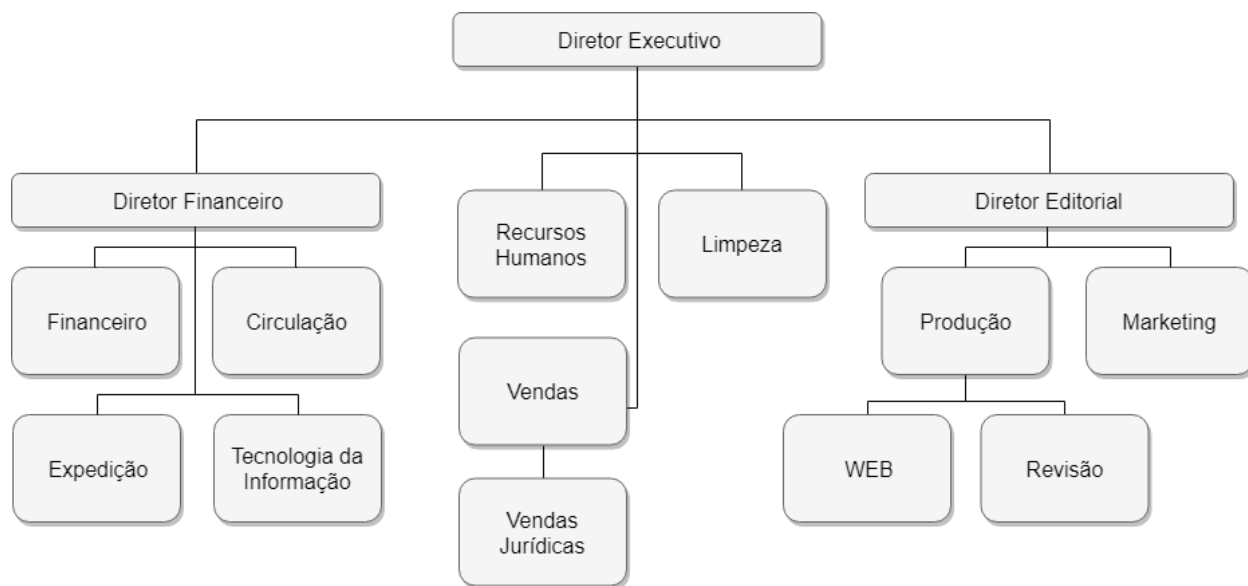 Diretor Executivo
Diretor Financeiro
Recursos
Humanos
Limpeza
Diretor Editorial
Financeiro
Circulação
Produção
Marketing
Vendas
Expedição
Tecnologia da
Informação
WEB
Revisão
Vendas
Jurídicas